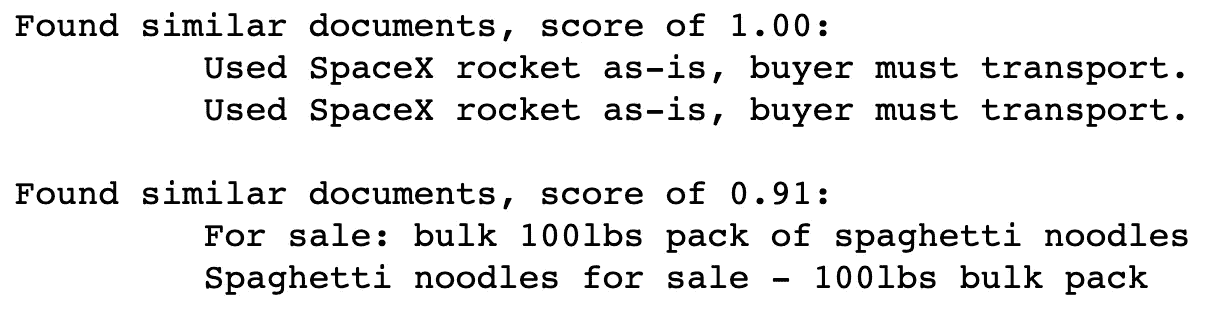 Found similar documents, score of 1.00:
Used SpaceX rocket as-is, buyer must transport.
Used SpaceX rocket as-is, buyer must transport.
Found similar documents, score of 0.91:
For sale: bulk 100lbs pack of spaghetti noodles
Spaghetti noodles for sale - 100lbs bulk pack